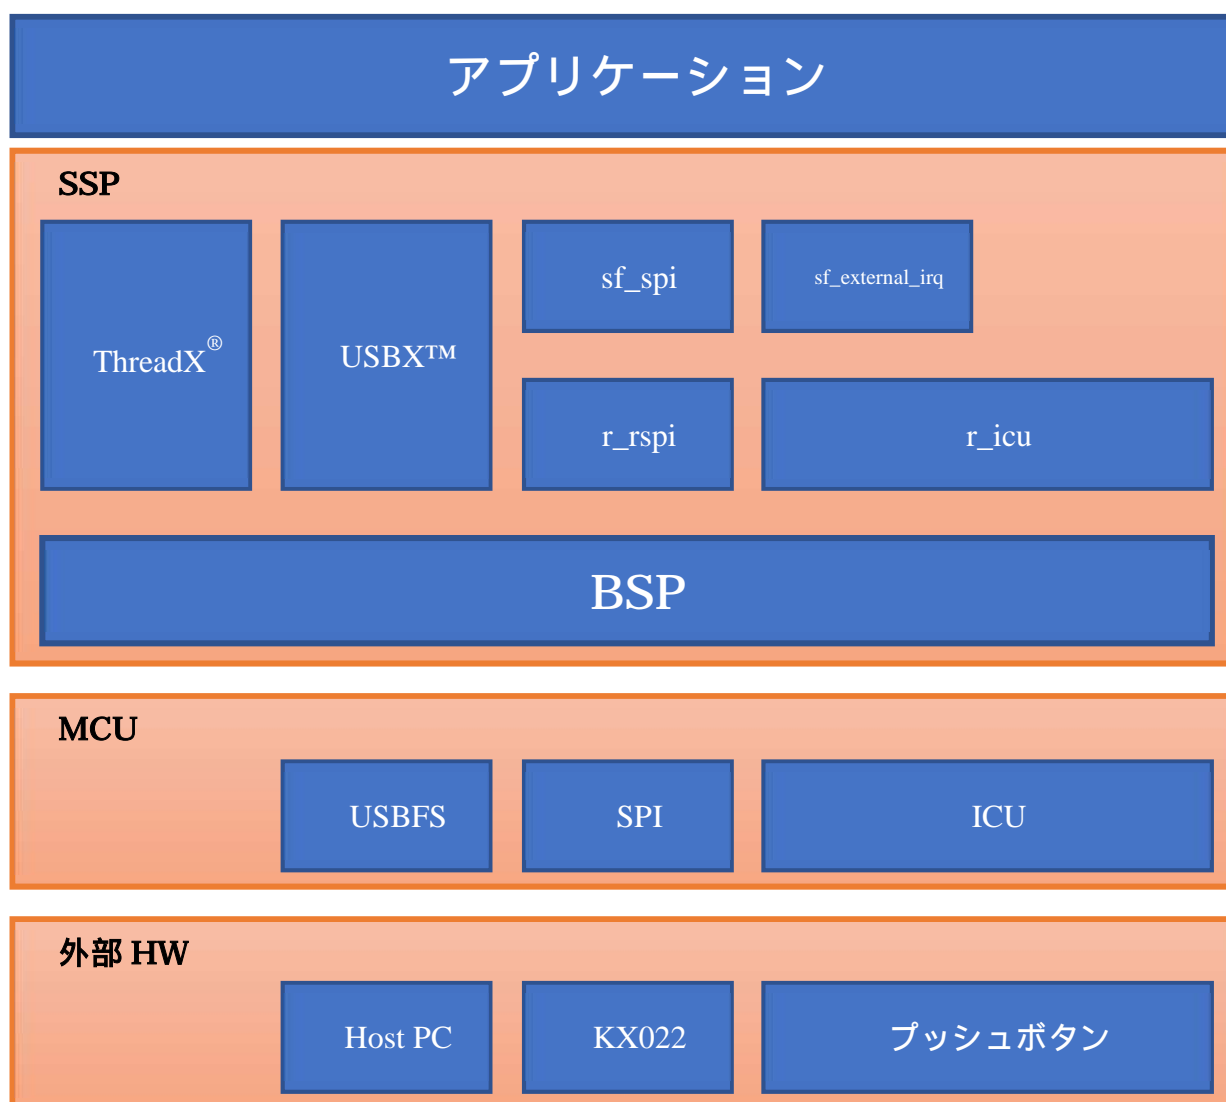 アプリケーション
SSP
ThreadX®
USBX™
sf_spi
sf_external_irq
r_rspi
r_icu
BSP
MCU
USBFS
SPI
ICU
外部 HW
Host PC
KX022
プッシュボタン